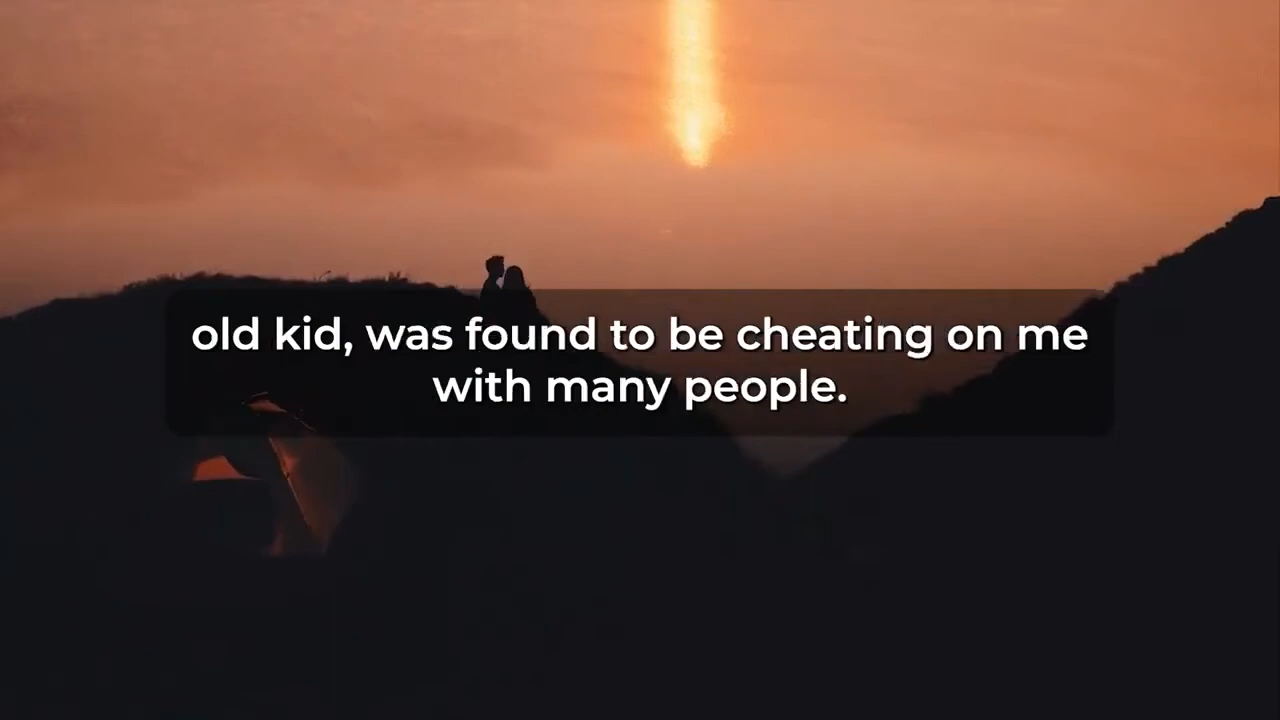 old kid, was found to be cheating on me
with many people.